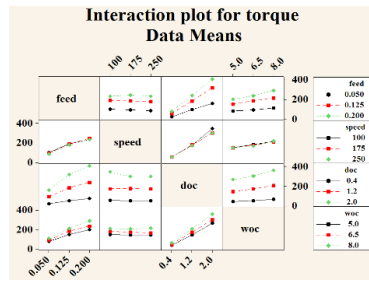 Interaction plot for torque
Data Means
100 175 250
5.0 6.5 8.0
feed
400
200
0
feed
0.050
0.125
0.200
400
200
0
speed
speed
100
175
250
doc
400
200
0
doc
0.4
1.2
2.0
400
200
0
woc
woc
5.0
6.5
8.0
0.050 0.125 0.200
0.4 1.2 2.0